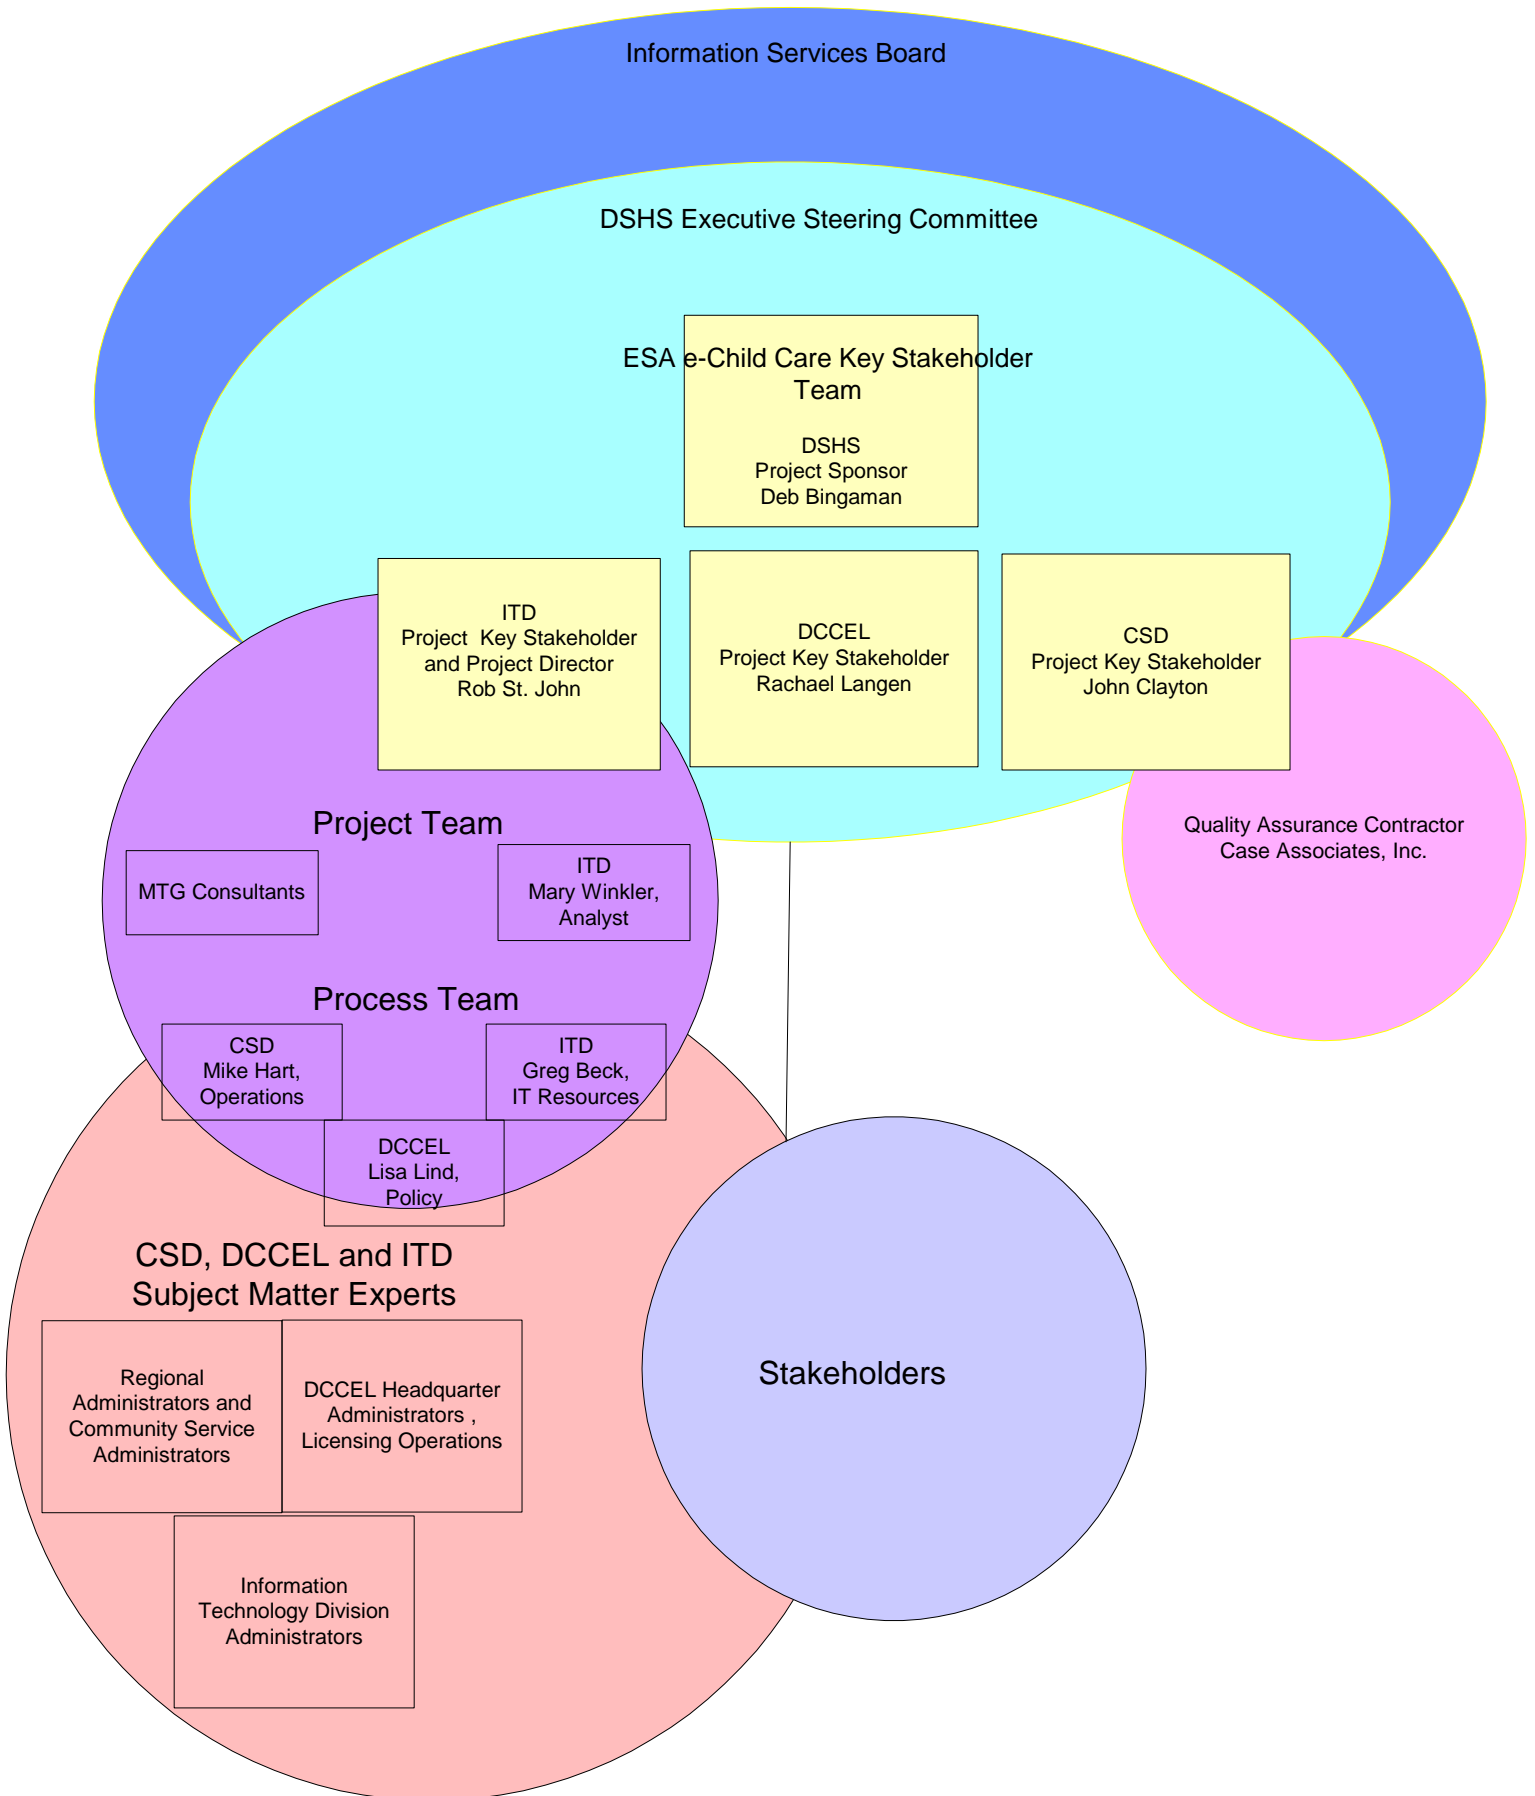 Information Services Board
DSHS Executive Steering Committee
ESA e-Child Care Key Stakeholder
Team
DSHS
Project Sponsor
Deb Bingaman
ITD
Project Key Stakeholder
and Project Director
Rob St. John
DCCEL
Project Key Stakeholder
Rachael Langen
CSD
Project Key Stakeholder
John Clayton
Quality Assurance Contractor
Case Associates, Inc.
Project Team
MTG Consultants
ITD
Mary Winkler,
Analyst
Process Team
CSD
Mike Hart,
Operations
ITD
Greg Beck,
IT Resources
DCCEL
Lisa Lind,
Policy
CSD, DCCEL and ITD
Subject Matter Experts
Regional
Administrators and
Community Service
Administrators
DCCEL Headquarter
Administrators ,
Licensing Operations
Information
Technology Division
Administrators
Stakeholders